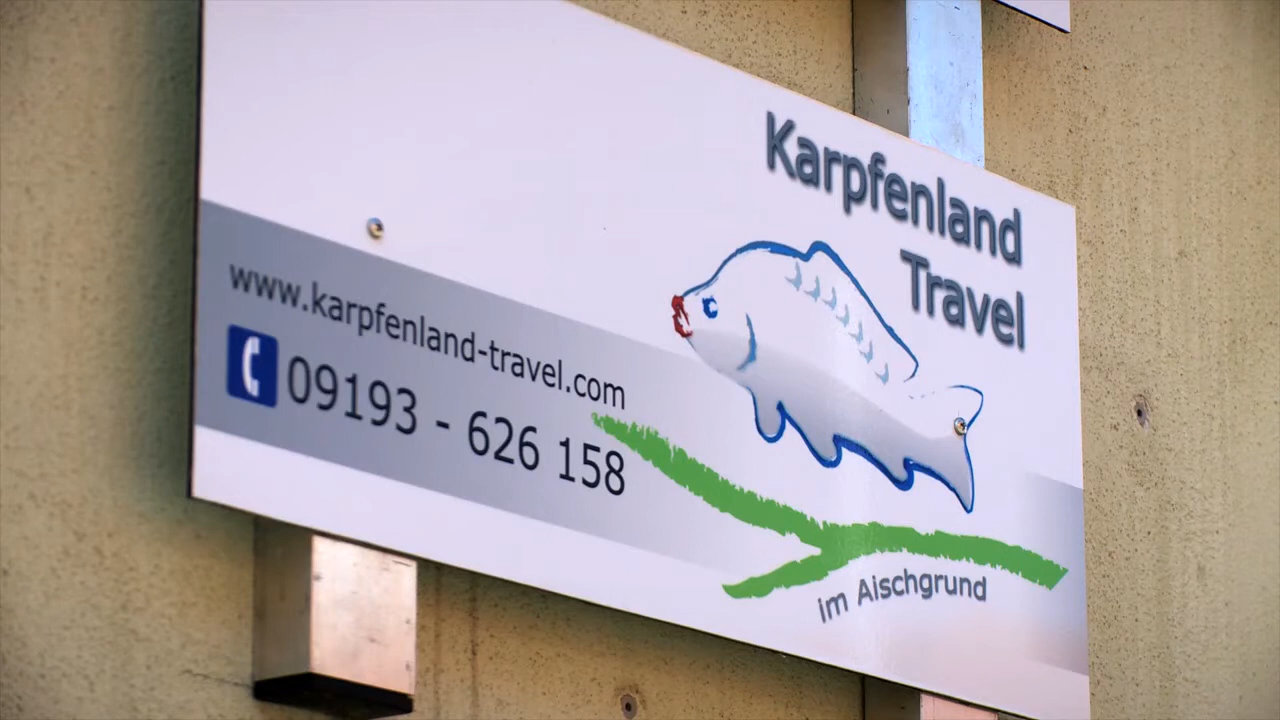 Karpfenland
Travel
www.karpfenland-travel.com
09193 - 626 158
im Aischgrund